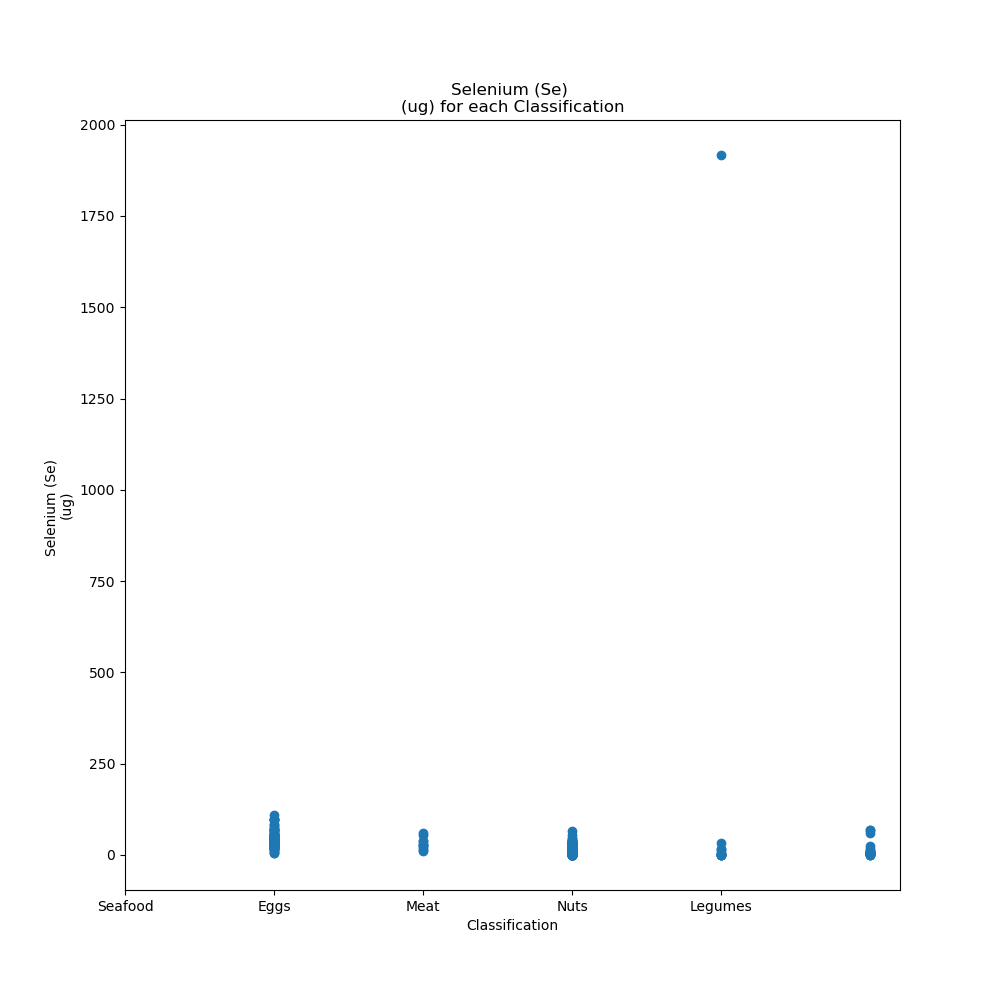 Selenium (Se)
(ug) for each Classification
2000
1750
1500
1250
1000
750
500
250
0
Selenium (Se)
(ug)
Seafood
Eggs
Meat
Nuts
Legumes
Classification